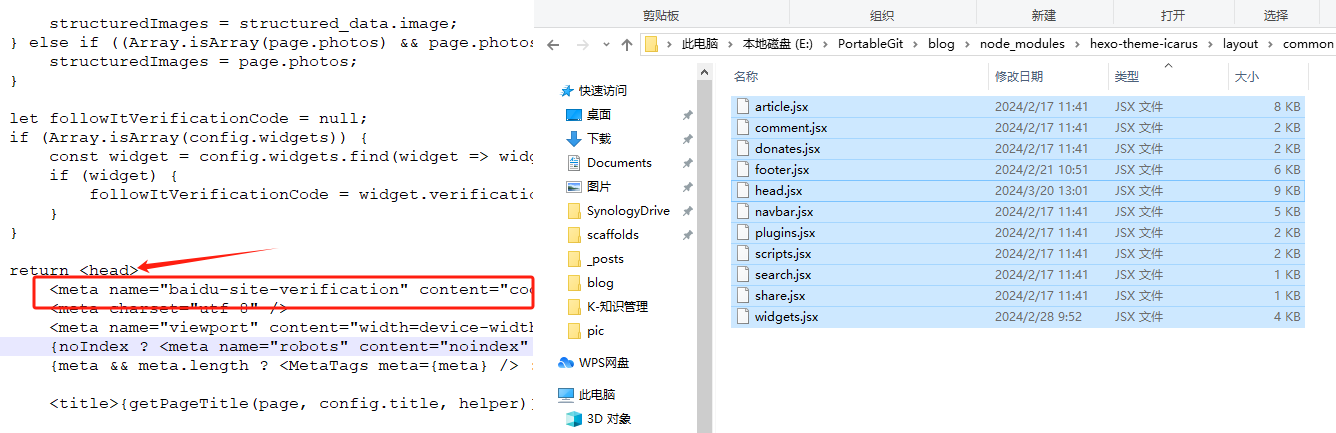 structuredImages = structured_data.image;
} else if ((Array.isArray(page.photos) && page.photos
structuredImages = page.photos;
}
let followItVerificationCode = null;
if (Array.isArray(config.widgets)) {
const widget = config.widgets.find(widget => widg
if (widget) {
followItVerificationCode = widget.verification
}
}
return <head>
<meta name="baidu-site-verification" content="cod
<meta charset="utf-8" />
<meta name="viewport" content="width=device-width
{noIndex ? <meta name="robots" content="noindex"
{meta && meta.length ? <MetaTags meta={meta} /> :
<title>{getPageTitle(page, config.title, helper)}
剪贴板 组织 新建 打开 选择
此电脑 本地磁盘 (E:) PortableGit blog node_modules hexo-theme-icarus layout common
快速访问
桌面
下载
Documents
图片
SynologyDrive
scaffolds
_posts
blog
K-知识管理
pic
WPS网盘
此电脑
3D 对象
名称 修改日期 类型 大小
article.jsx 2024/2/17 11:41 JSX 文件 8 KB
comment.jsx 2024/2/17 11:41 JSX 文件 2 KB
donates.jsx 2024/2/17 11:41 JSX 文件 2 KB
footer.jsx 2024/2/21 10:51 JSX 文件 6 KB
head.jsx 2024/3/20 13:01 JSX 文件 9 KB
navbar.jsx 2024/2/17 11:41 JSX 文件 5 KB
plugins.jsx 2024/2/17 11:41 JSX 文件 2 KB
scripts.jsx 2024/2/17 11:41 JSX 文件 2 KB
search.jsx 2024/2/17 11:41 JSX 文件 1 KB
share.jsx 2024/2/17 11:41 JSX 文件 1 KB
widgets.jsx 2024/2/28 9:52 JSX 文件 4 KB